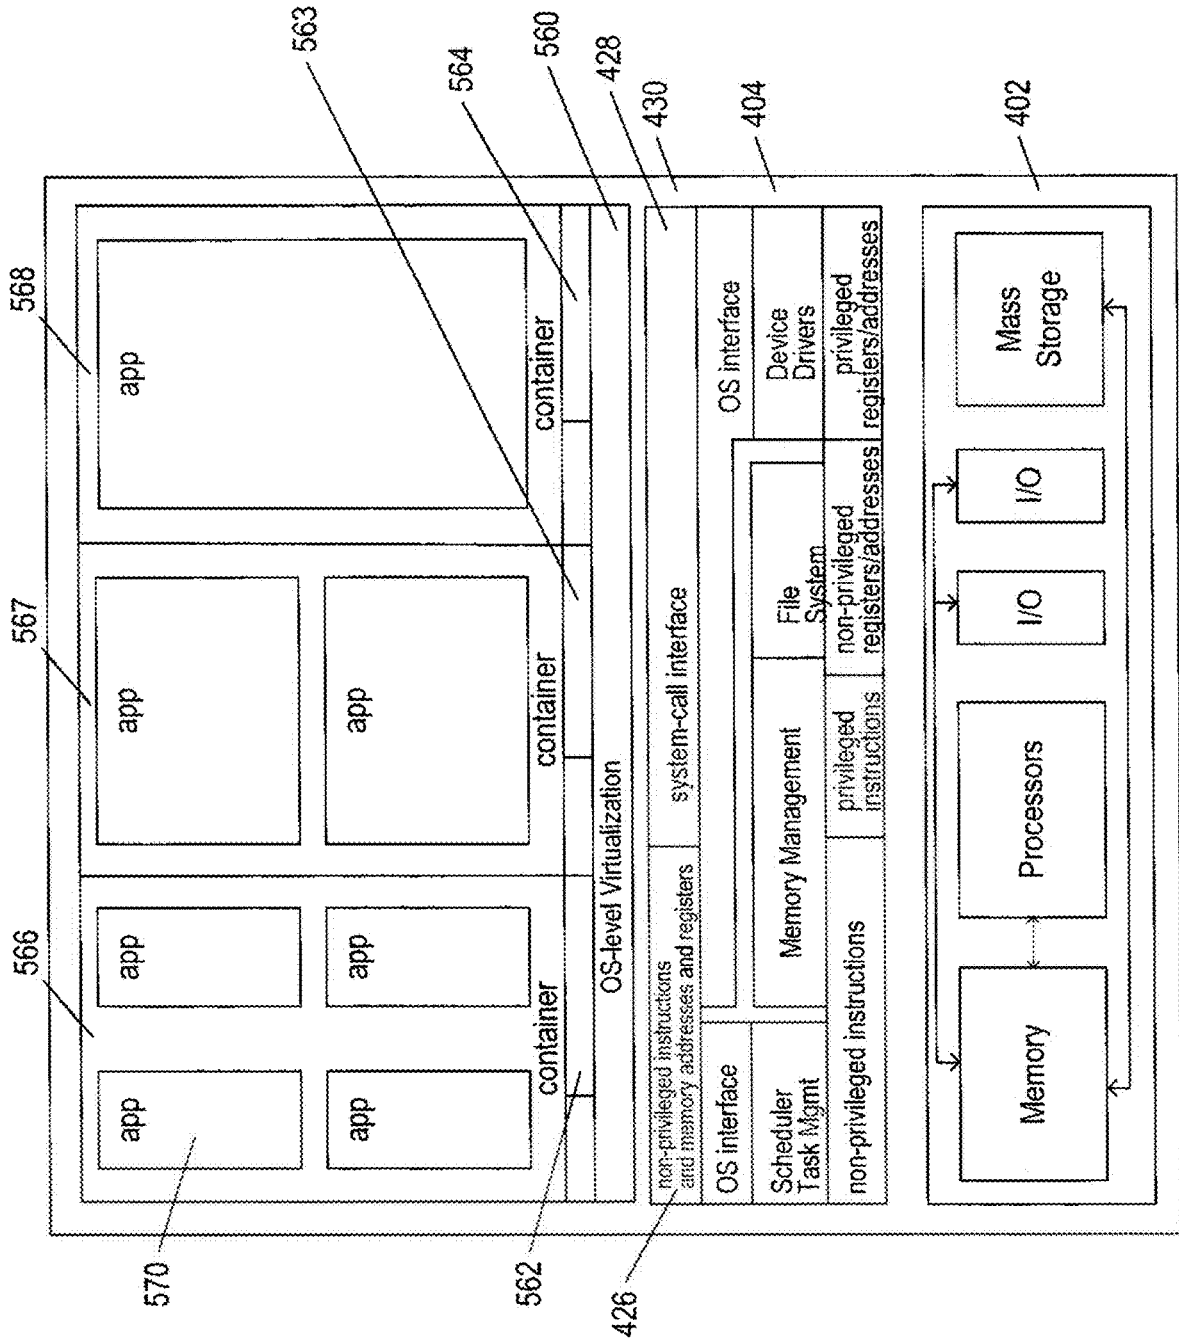 566
567
568
app
app
app
app
570
563
app
app
app
564
container
container
container
562
560
OS-level Virtualization
426
428
non-privileged instructions
and memory addresses and registers
system-call interface
430
OS interface
OS interface
404
Scheduler
Task Mgmt
Memory Management
File
System
Device
Drivers
non-privileged instructions
privileged
instructions
non-privileged
registers/addresses
privileged
registers/addresses
402
Memory
Processors
I/O
I/O
Mass
Storage